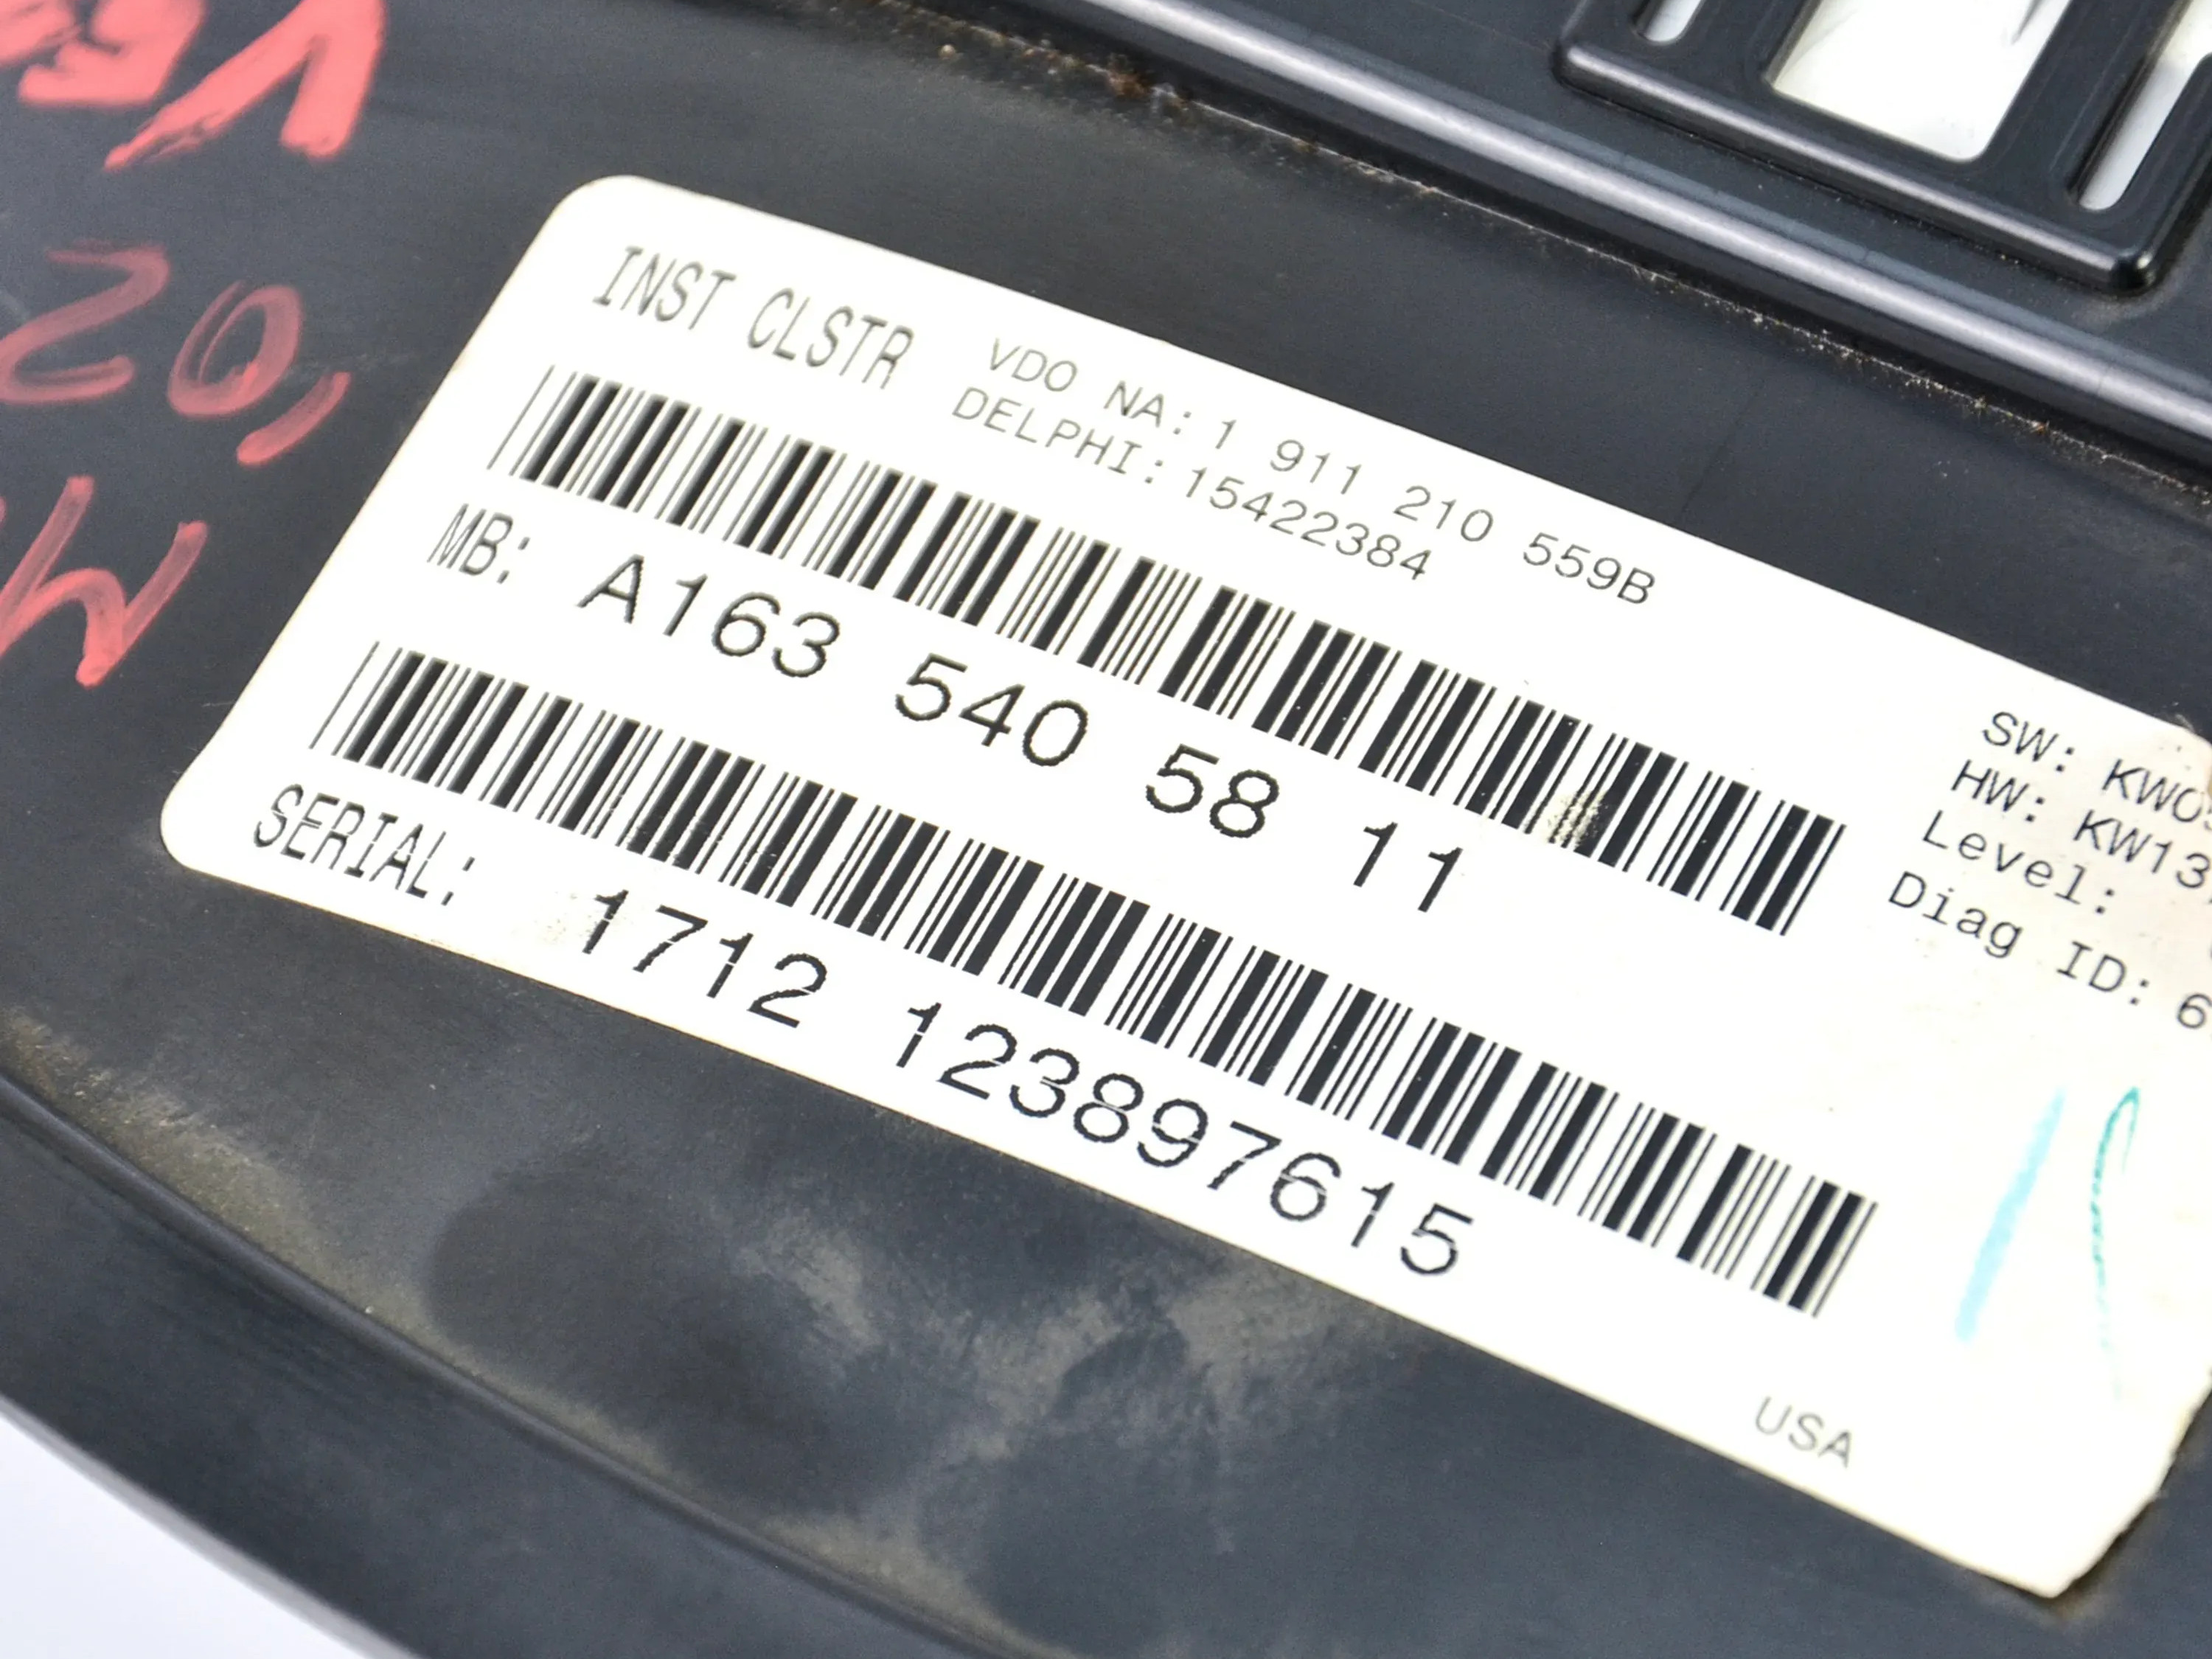 INST CLSTR
VDO NA: 1 911 210 559B
DELPHI: 15422384
MB: A163 540 58 11
SERIAL: 1712 123897615
SW:
HW:
Level:
Diag ID:
USA
'02